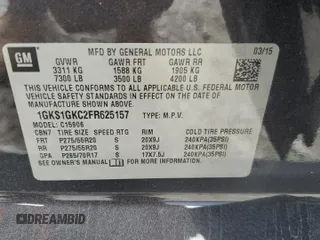 GM
MFD BY GENERAL MOTORS LLC
03/15
GVWR GAWR FRT GAWR RR
3311 KG 1588 KG 1905 KG
7300 LB 3500 LB 4200 LB
THIS VEHICLE CONFORMS TO ALL APPLICABLE U.S. FEDERAL
MOTOR VEHICLE SAFETY AND THEFT PREVENTION STANDARDS
IN EFFECT ON THE DATE OF MANUFACTURE SHOWN ABOVE.
1GKS1GKC2FR625157 TYPE: M.P.V.
C15906
CBN7 TIRE SIZE RIM COLD TIRE PRESSURE
FRT P275/55R20 20X9J 240KPA(35PSI)
RR P275/55R20 20X9J 240KPA(35PSI)
SPA P265/70R17 17X7.5J 240KPA(35PSI)
SEE OWNER'S MANUAL FOR
DREAMBID